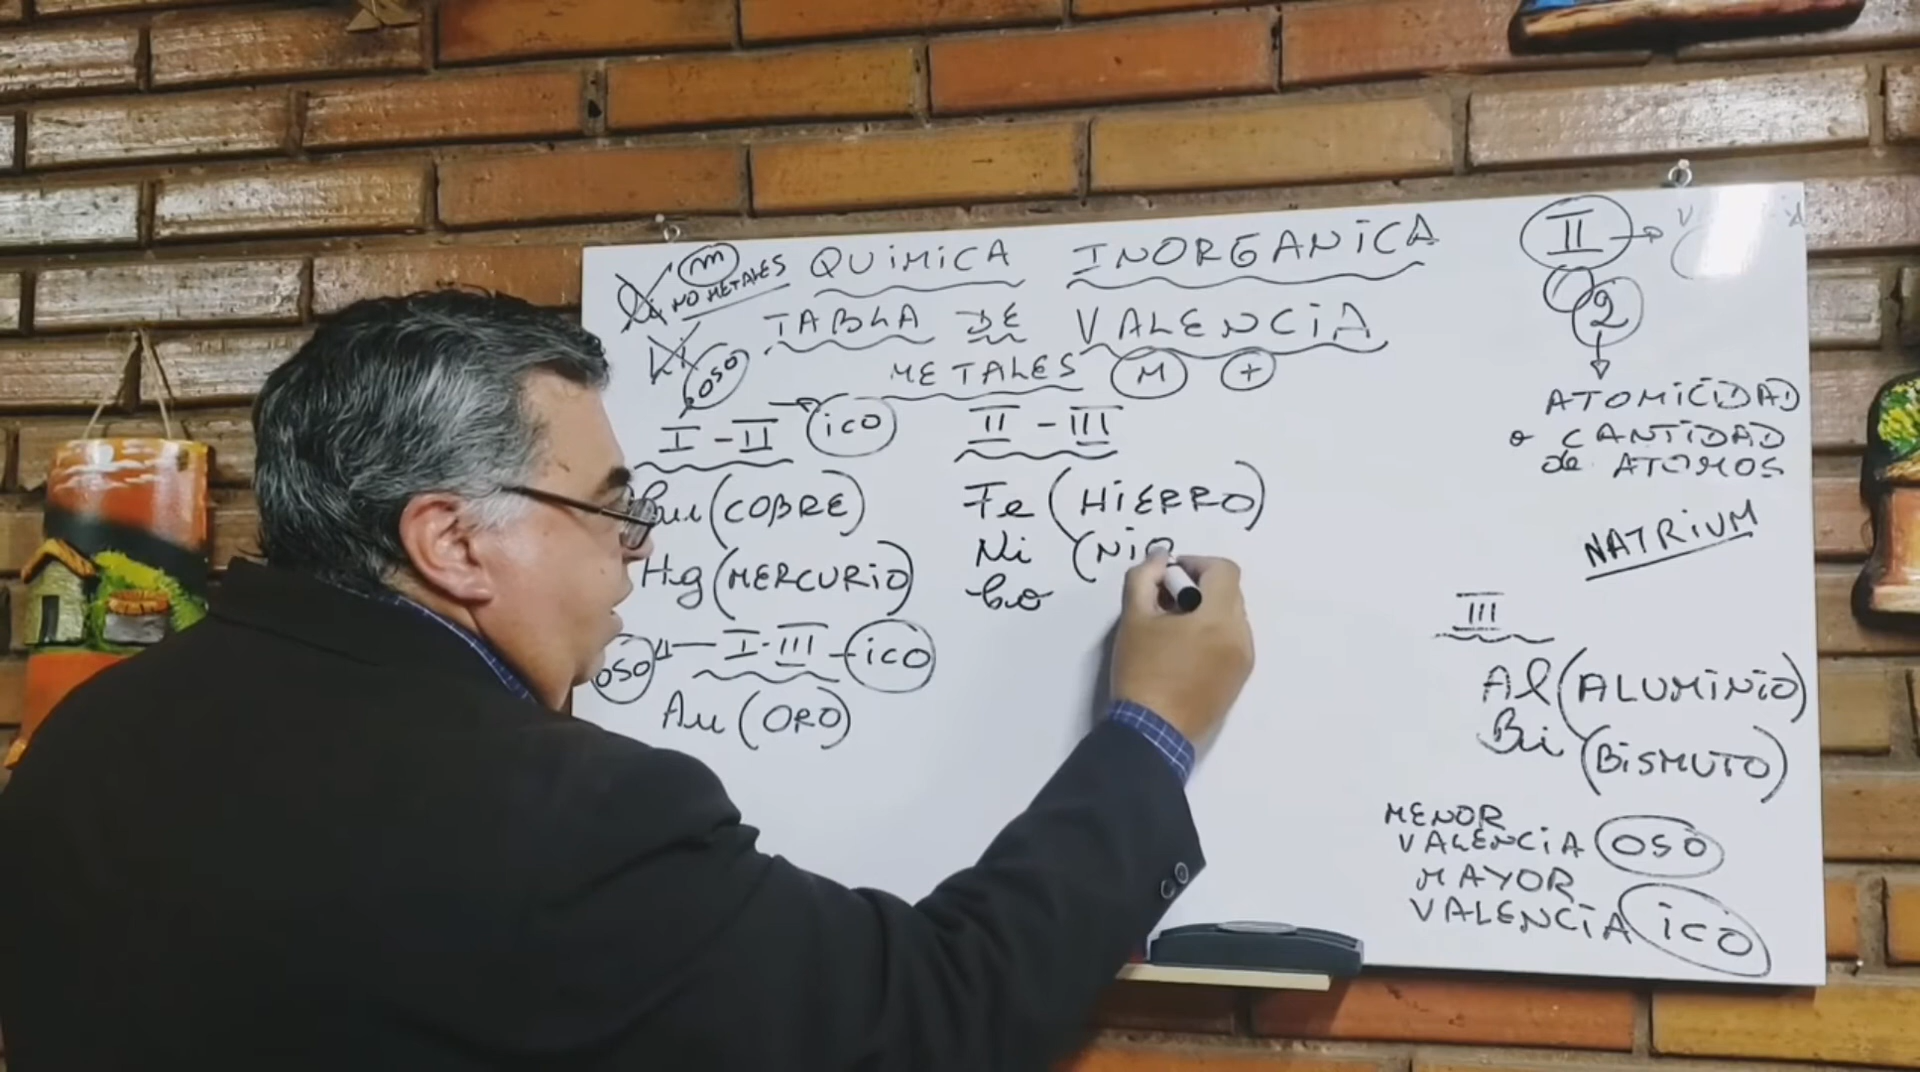 m
NO METALES
QUIMICA INORGANICA
TABLA DE VALENCIA
METALES M +
OSO
I - II → ICO
Cu (COBRE)
Hg (MERCURIO)
OSO ← I - III - ICO
Au (ORO)
II - III
Fe (HIERRO)
Ni (Ni
Co
II →
2
ATOMICIDAD
o CANTIDAD
de ATOMOS
NATRIUM
III
Al (ALUMINIO)
Bi (BISMUTO)
MENOR
VALENCIA OSO
MAYOR
VALENCIA ICO